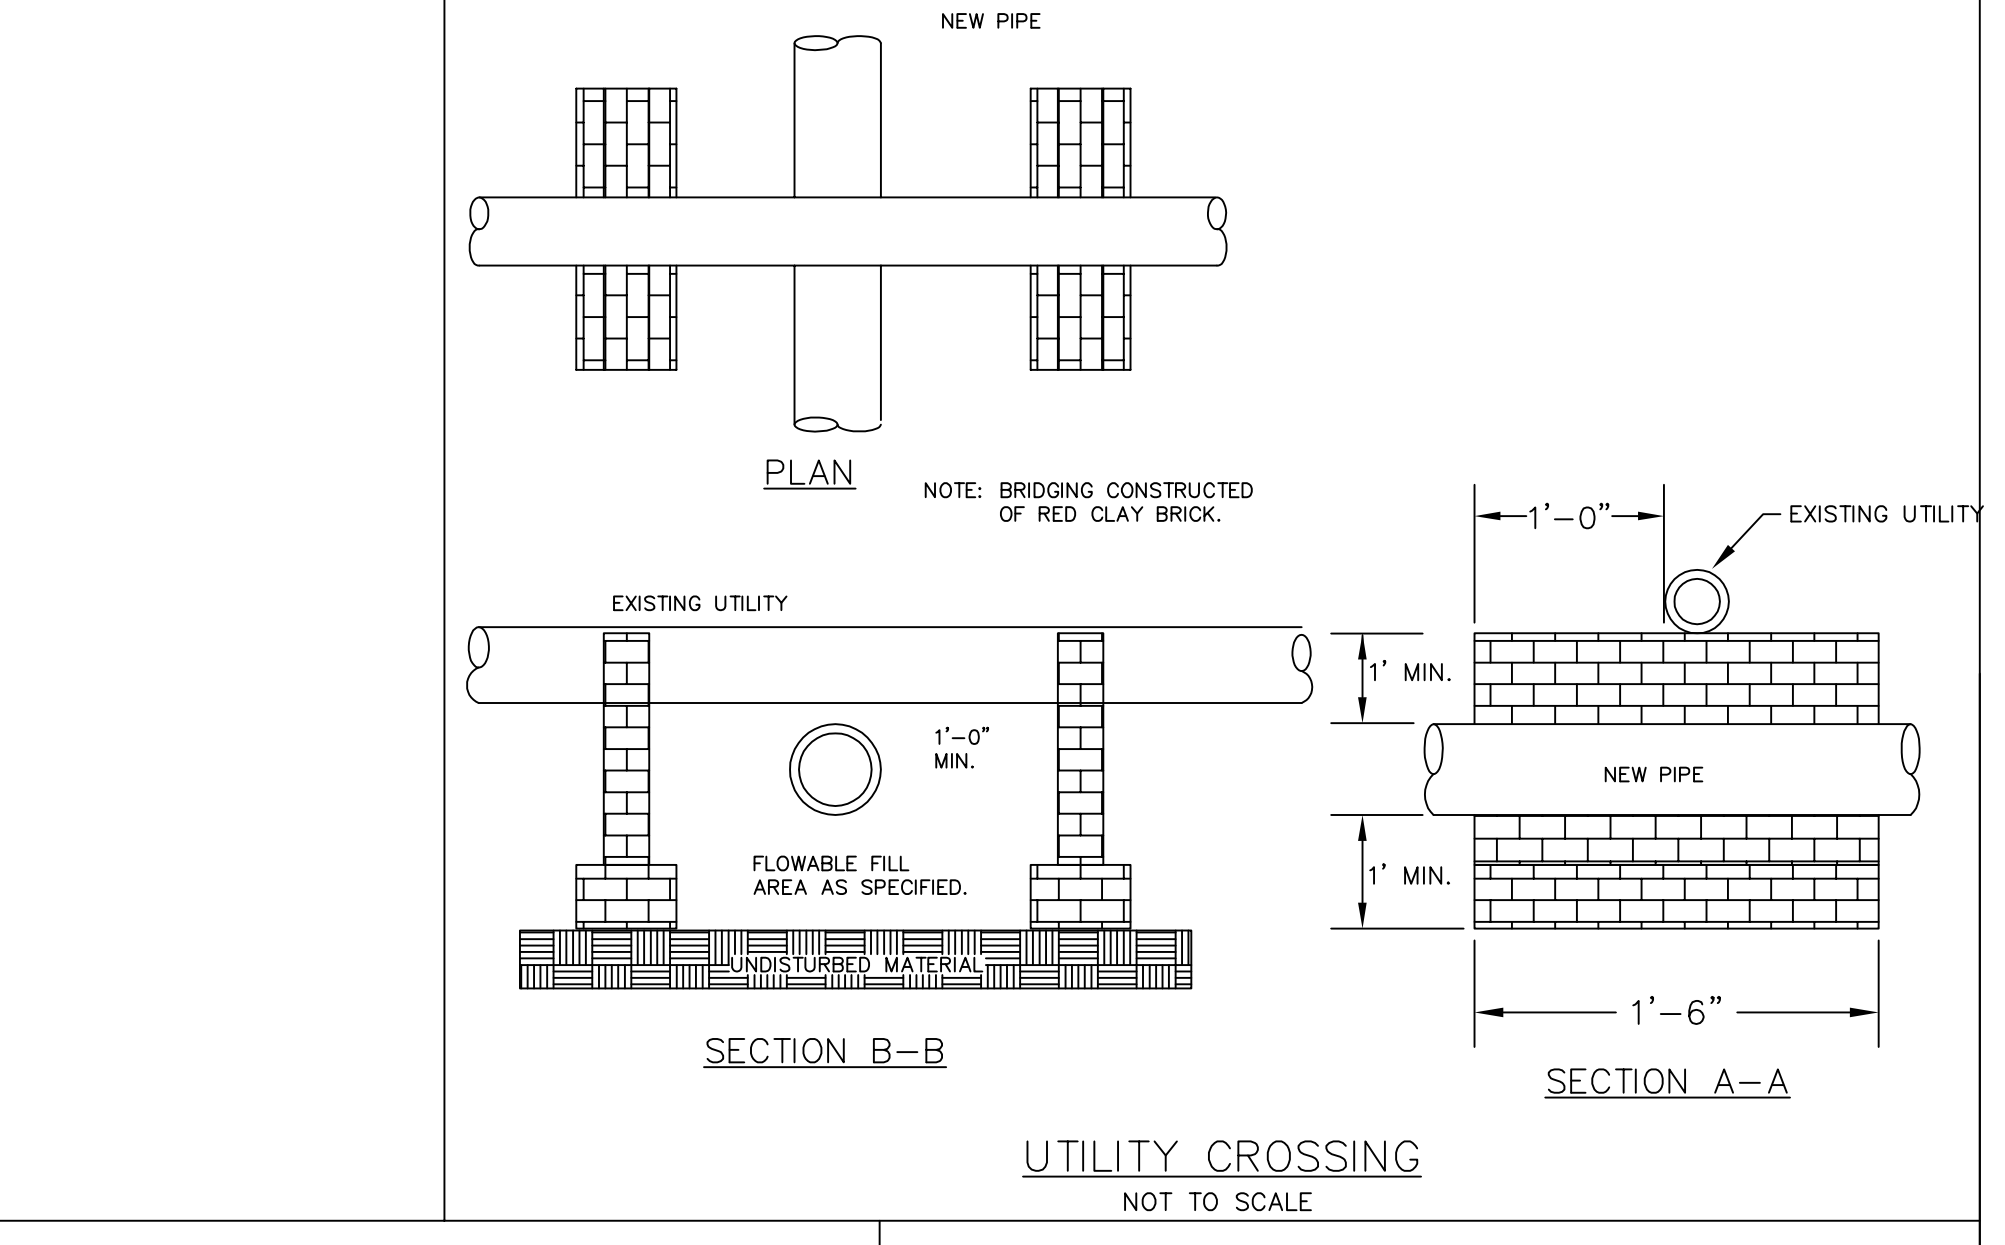 NEW PIPE
PLAN
NOTE: BRIDGING CONSTRUCTED
OF RED CLAY BRICK.
1'-0"
EXISTING UTILITY
EXISTING UTILITY
1' MIN.
1'-0"
MIN.
NEW PIPE
FLOWABLE FILL
AREA AS SPECIFIED.
1' MIN.
UNDISTURBED MATERIAL
1'-6"
SECTION B-B
SECTION A-A
UTILITY CROSSING
NOT TO SCALE